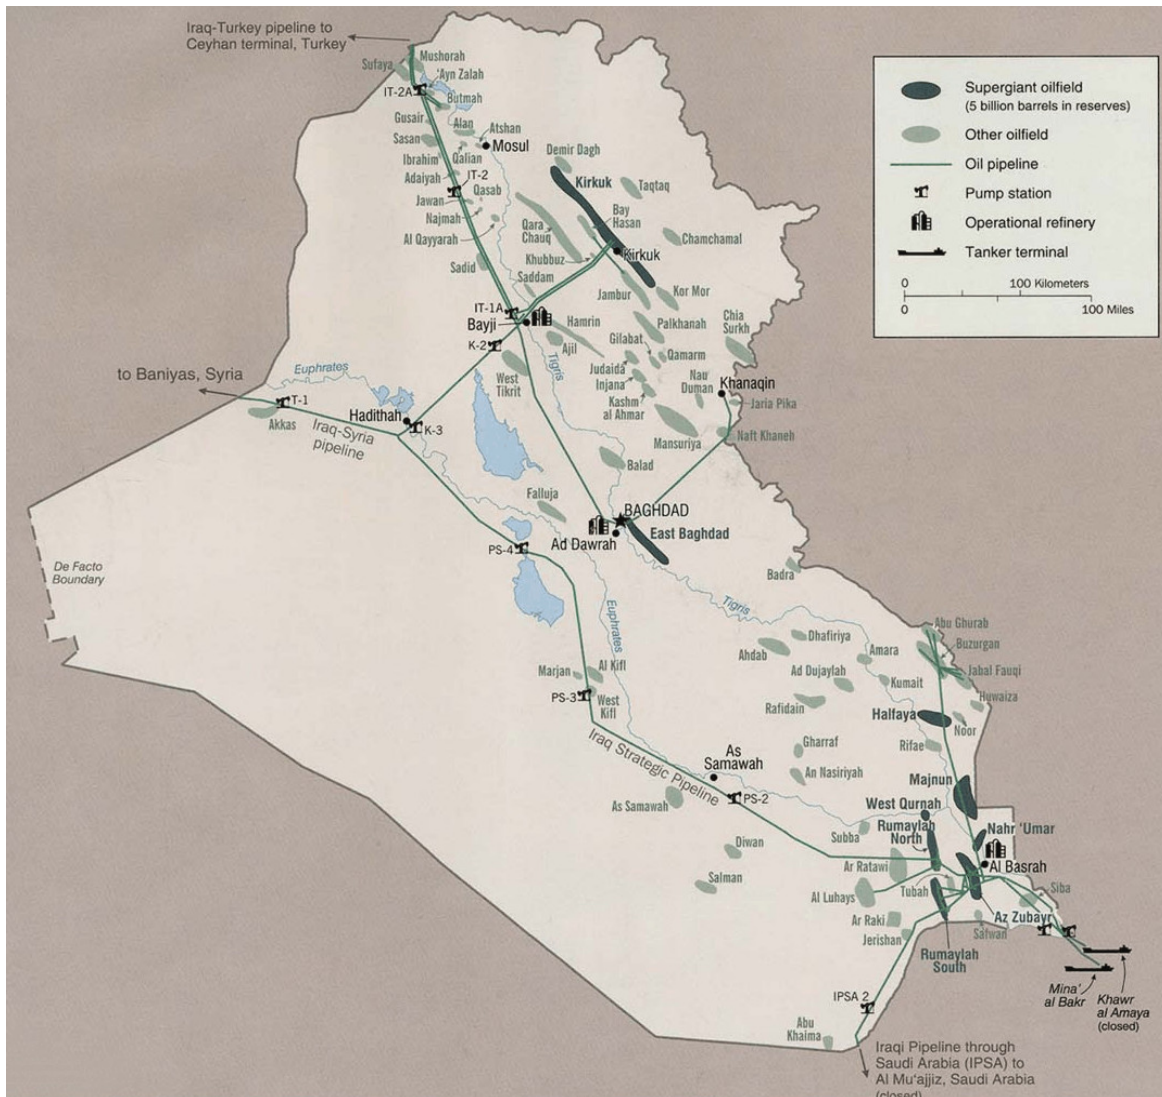 Iraq-Turkey pipeline to
Ceyhan terminal, Turkey
Supergiant oilfield
(5 billion barrels in reserves)
Other oilfield
Oil pipeline
Pump station
Operational refinery
Tanker terminal
0 100 Kilometers
0 100 Miles
Mushorah
Sufaya
'Ayn Zalah
IT-2A
Butmah
Gusair
Alan
Atshan
Sasan
Mosul
Ibrahim
Qalian
Demir Dagh
Adaiyah
IT-2
Kirkuk
Taqtaq
Jawan
Qasab
Najmah
Bay
Hasan
Qara
Chauq
Al Qayyarah
Chamchamal
Khubbuz
Kirkuk
Sadid
Saddam
Jambur
Kor Mor
IT-1A
Bayji
Hamrin
Palkhanah
Chia
Surkh
K-2
Ajil
Gilabat
Qamarm
Tigris
Judaida
Injana
Nau
Duman
Khanaqin
Euphrates
to Baniyas, Syria
West
Tikrit
Kashm
al Ahmar
Jaria Pika
T-1
Hadithah
Akkas
K-3
Iraq-Syria
pipeline
Mansuriya
Naft Khaneh
Balad
Falluja
BAGHDAD
East Baghdad
Ad Dawrah
PS-4
De Facto
Boundary
Badra
Tigris
Euphrates
Abu Ghurab
Dhafiriya
Buzurgan
Ahdab
Amara
Jabal Fauqi
Marjan
Al Kifl
Ad Dujaylah
Kumait
Huwaiza
PS-3
West
Kifl
Rafidain
Halfaya
Noor
Iraq Strategic Pipeline
Gharraf
Rifae
As
Samawah
An Nasiriyah
Majnun
As Samawah
PS-2
West Qurnah
Subba
Rumaylah
North
Nahr 'Umar
Diwan
Ar Ratawi
Al Basrah
Salman
Al Luhays
Tubah
Siba
Ar Raki
Az Zubayr
Jerishan
Safwan
Rumaylah
South
IPSA 2
Mina'
al Bakr
Khawr
al Amaya
(closed)
Abu
Khaima
Iraqi Pipeline through
Saudi Arabia (IPSA) to
Al Mu'ajjiz, Saudi Arabia
(closed)